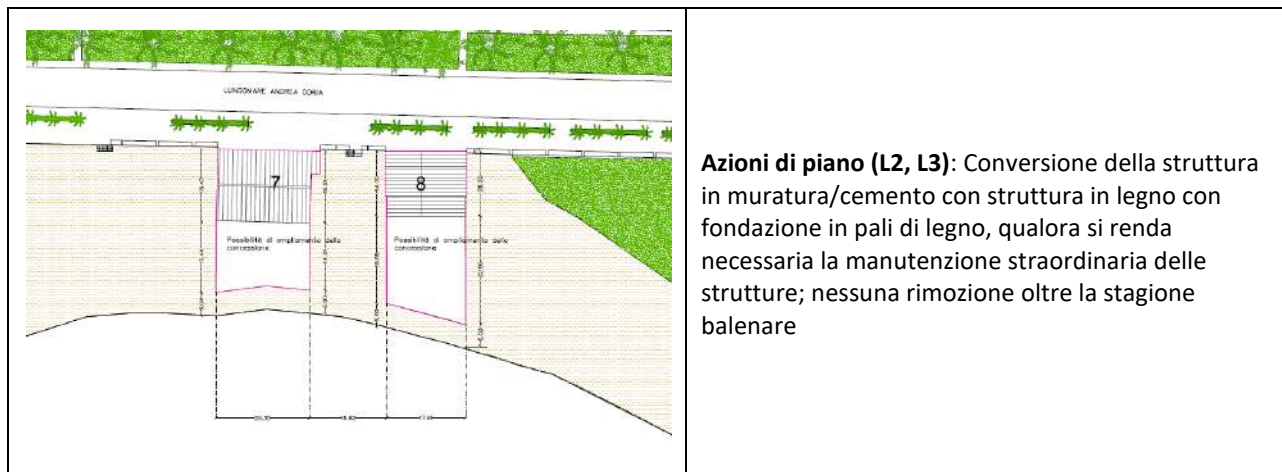 LUNGOMARE ANDREA DORIA
7
8
Possibilità di ampliamento della
concessione
Possibilità di ampliamento della
concessione
Azioni di piano (L2, L3): Conversione della struttura
in muratura/cemento con struttura in legno con
fondazione in pali di legno, qualora si renda
necessaria la manutenzione straordinaria delle
strutture; nessuna rimozione oltre la stagione
balenare